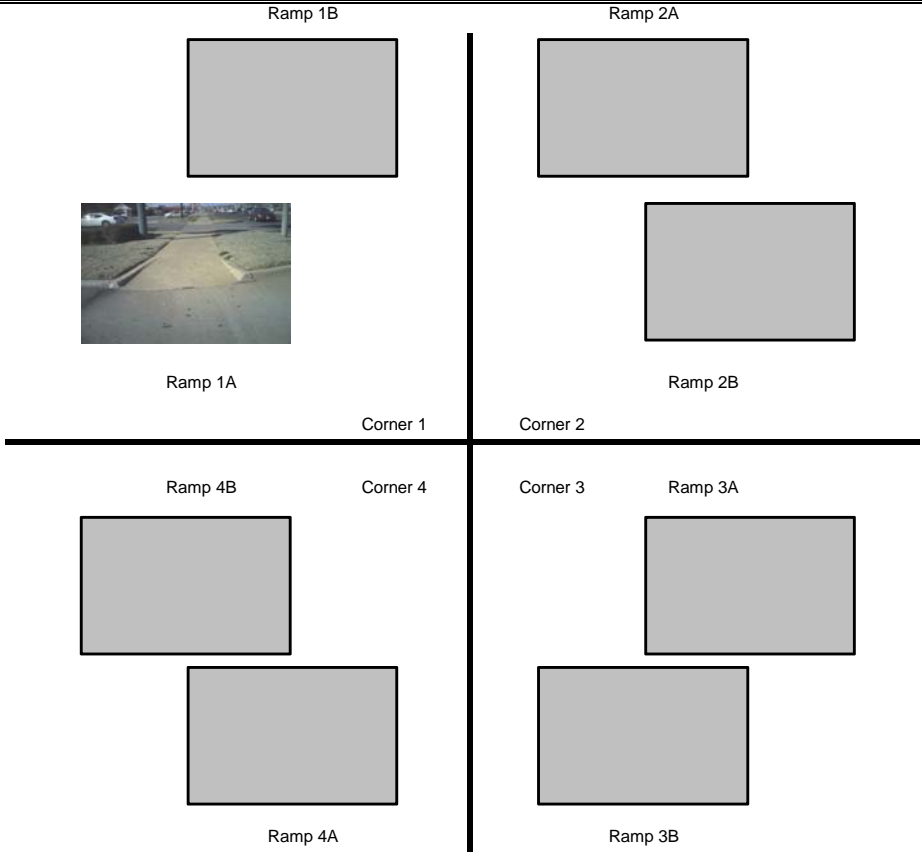 Ramp 1B Ramp 2A
Ramp 1A Ramp 2B
Corner 1 Corner 2
Ramp 4B Corner 4 Corner 3 Ramp 3A
Ramp 4A Ramp 3B